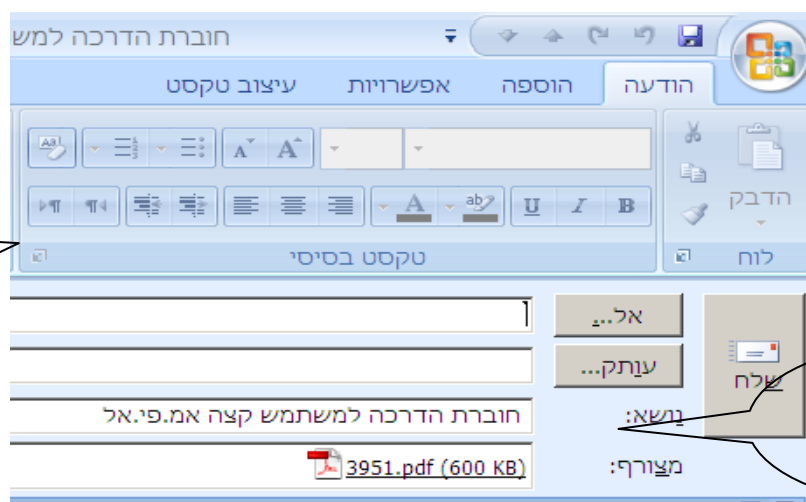 חוברת הדרכה למש
הודעה הוספה אפשרויות עיצוב טקסט
הדבק
B I U ab A
לוח טקסט בסיסי
אל...
עותק...
שלח
נושא: חוברת הדרכה למשתמש קצה אמ.פי.אל
מצורף: 3951.pdf (600 KB)